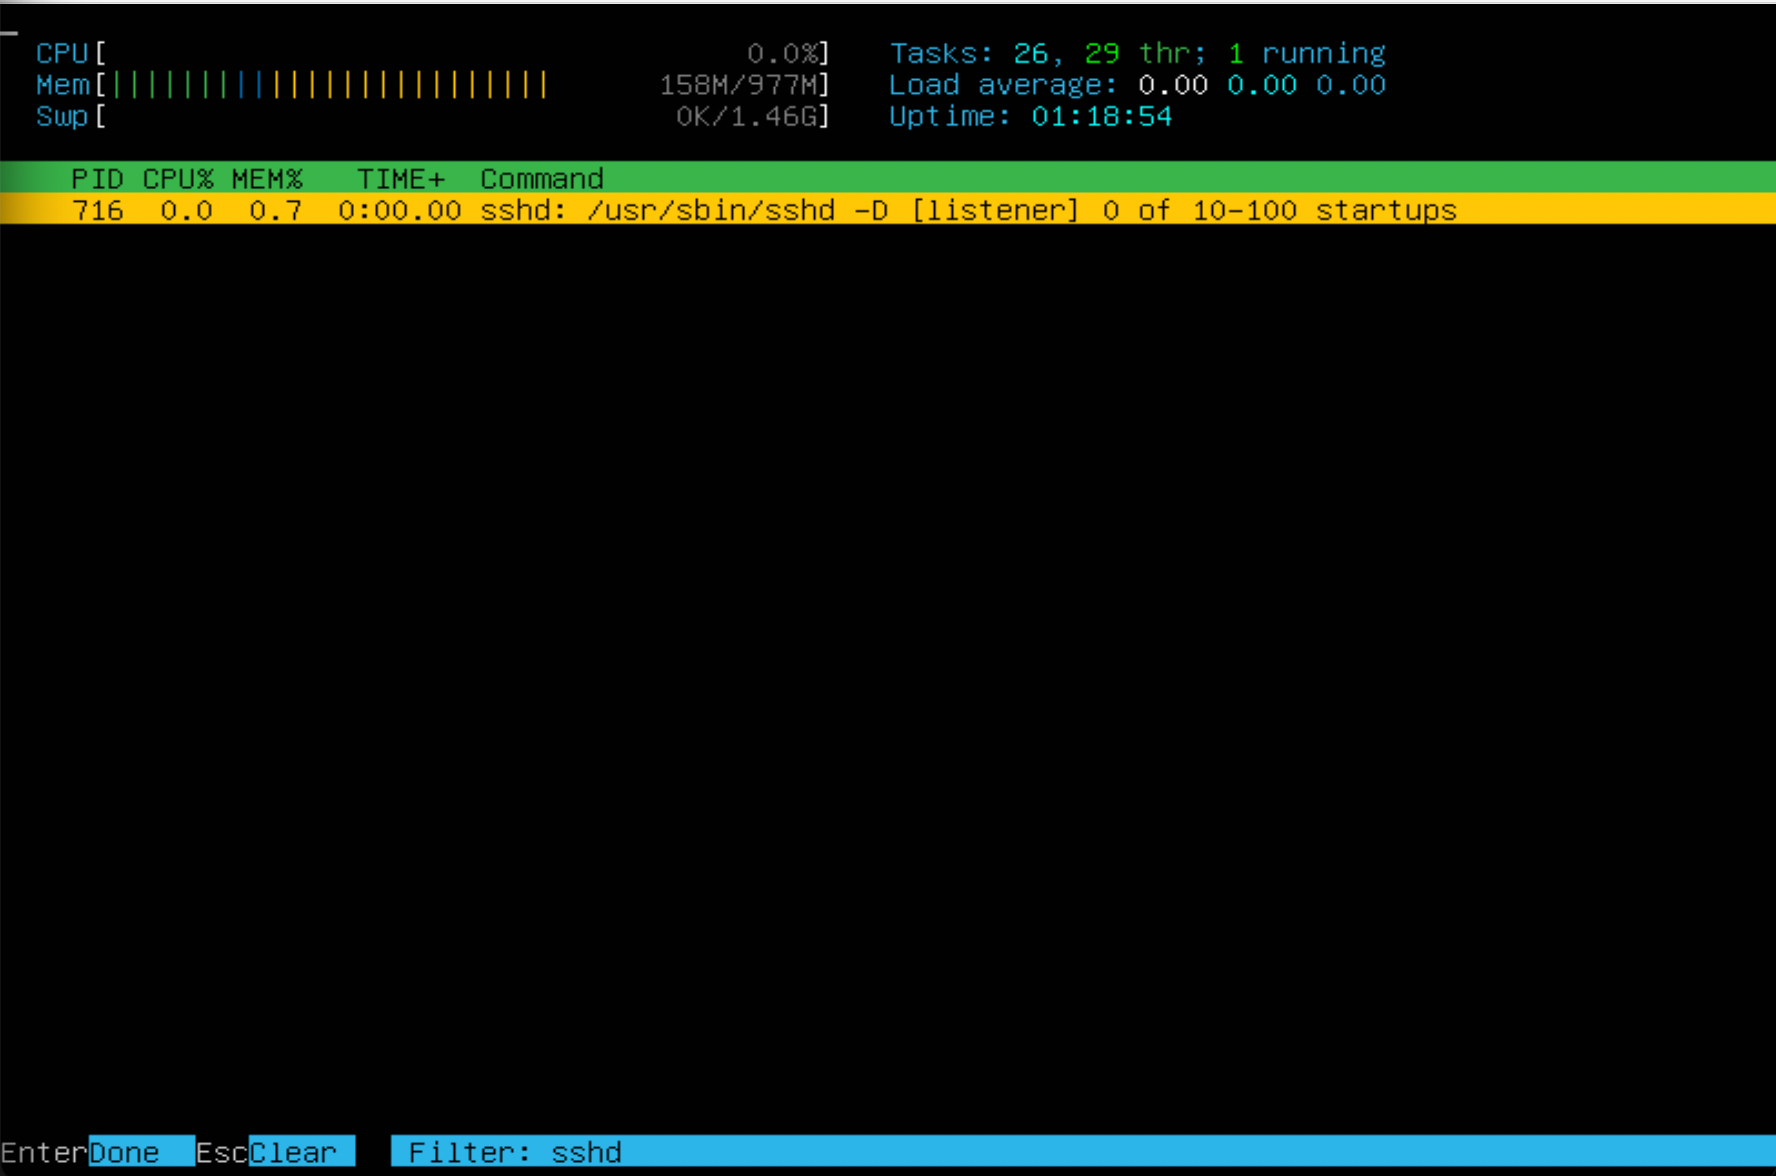 CPU[ 0.0%] Tasks: 26, 29 thr; 1 running
Mem[||||||||||||||||||||||||| 158M/977M] Load average: 0.00 0.00 0.00
Swp[ 0K/1.46G] Uptime: 01:18:54
PID CPU% MEM% TIME+ Command
716 0.0 0.7 0:00.00 sshd: /usr/sbin/sshd -D [listener] 0 of 10-100 startups
EnterDone EscClear Filter: sshd